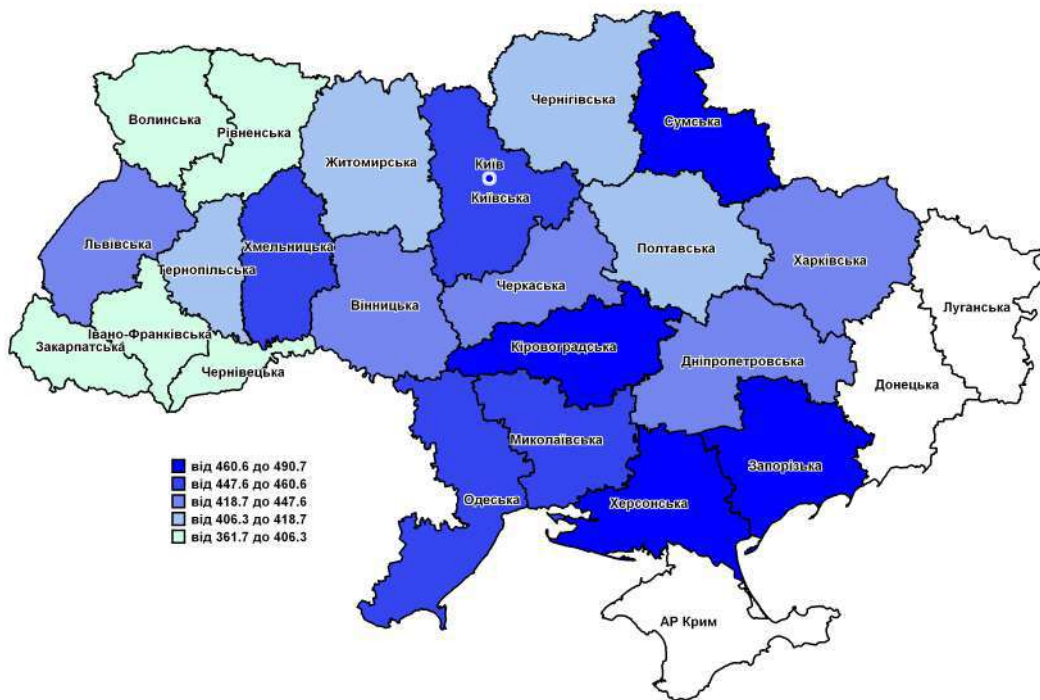 Чернігівська
Сумська
Волинська
Рівненська
Житомирська
Київ
Київська
Львівська
Хмельницька
Тернопільська
Полтавська
Харківська
Черкаська
Вінницька
Луганська
Івано-Франківська
Закарпатська
Чернівецька
Кіровоградська
Дніпропетровська
Донецька
Миколаївська
Запорізька
Одеська
Херсонська
від 460.6 до 490.7
від 447.6 до 460.6
від 418.7 до 447.6
від 406.3 до 418.7
від 361.7 до 406.3
АР Крим